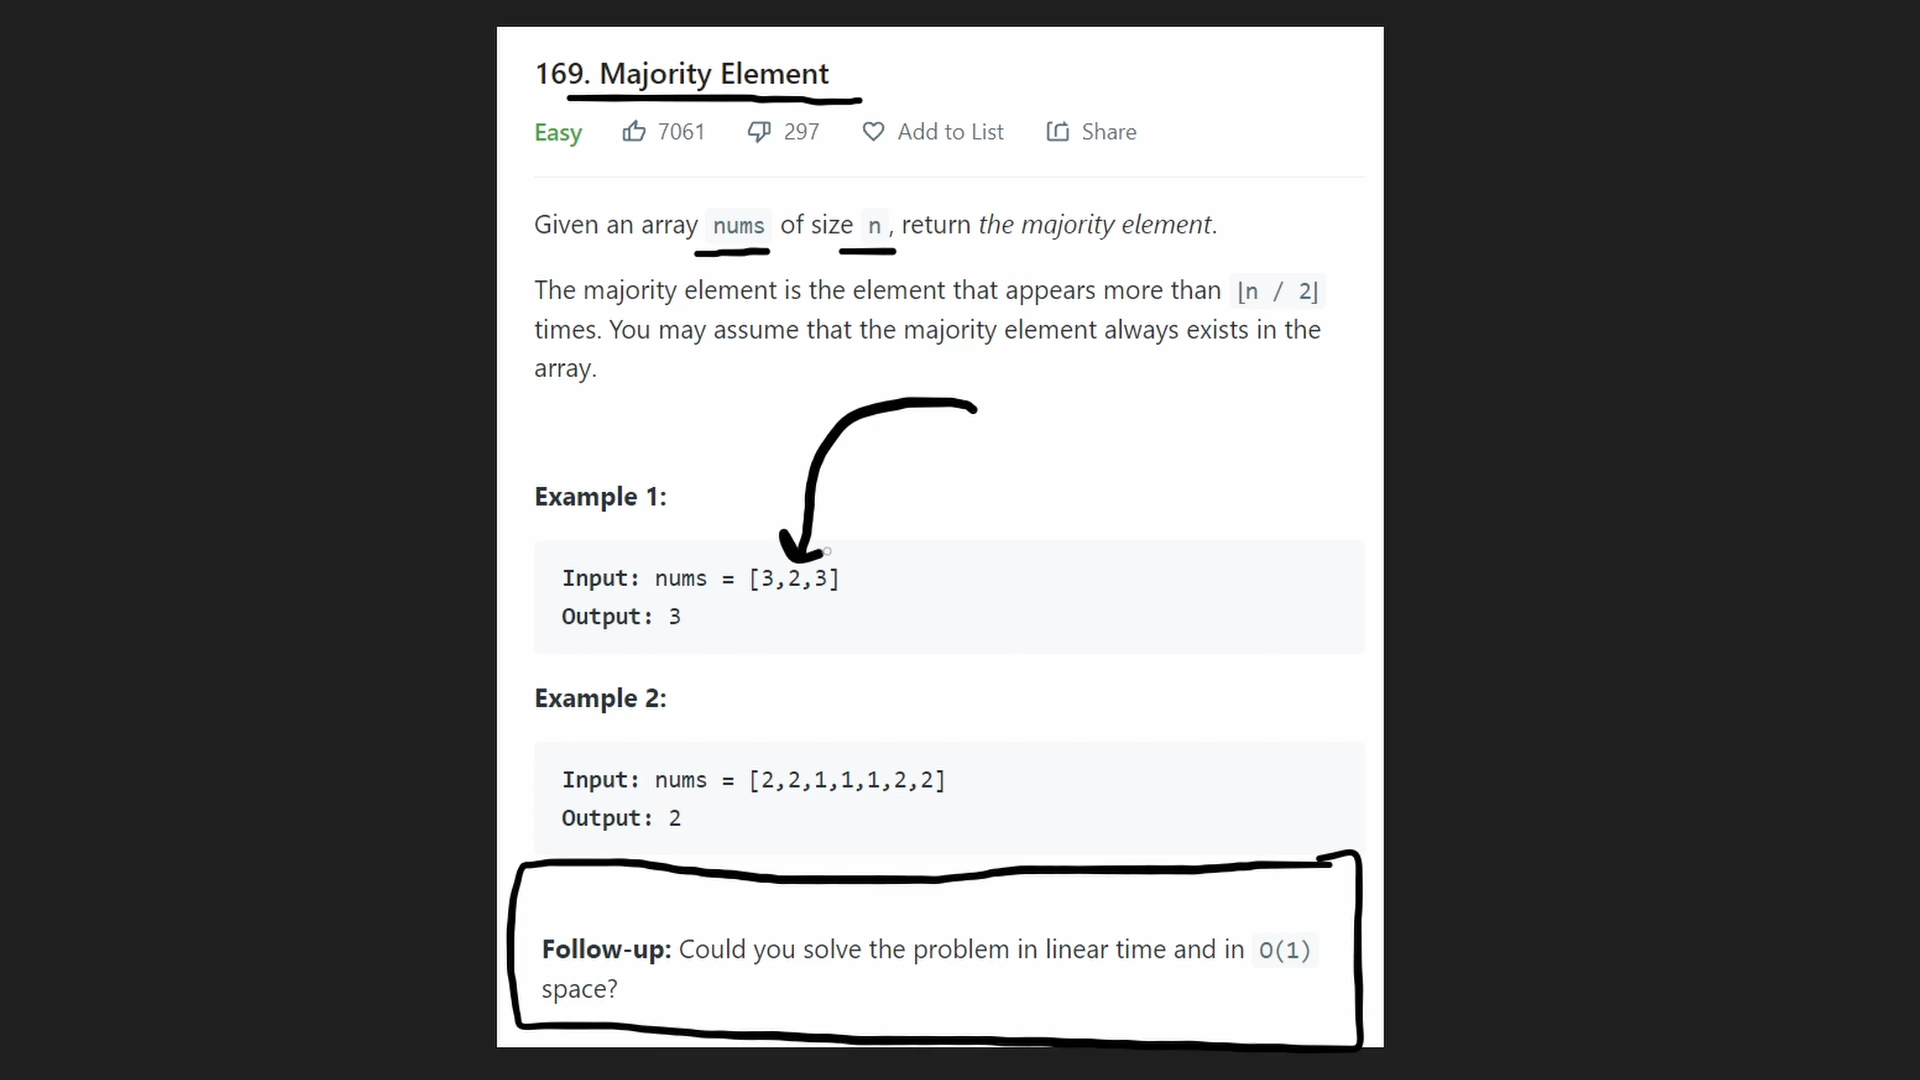 169. Majority Element
Easy 7061 297 Add to List Share
Given an array nums of size n, return the majority element.
The majority element is the element that appears more than ⌊n / 2⌋
times. You may assume that the majority element always exists in the
array.
Example 1:
Input: nums = [3,2,3]
Output: 3
Example 2:
Input: nums = [2,2,1,1,1,2,2]
Output: 2
Follow-up: Could you solve the problem in linear time and in O(1)
space?